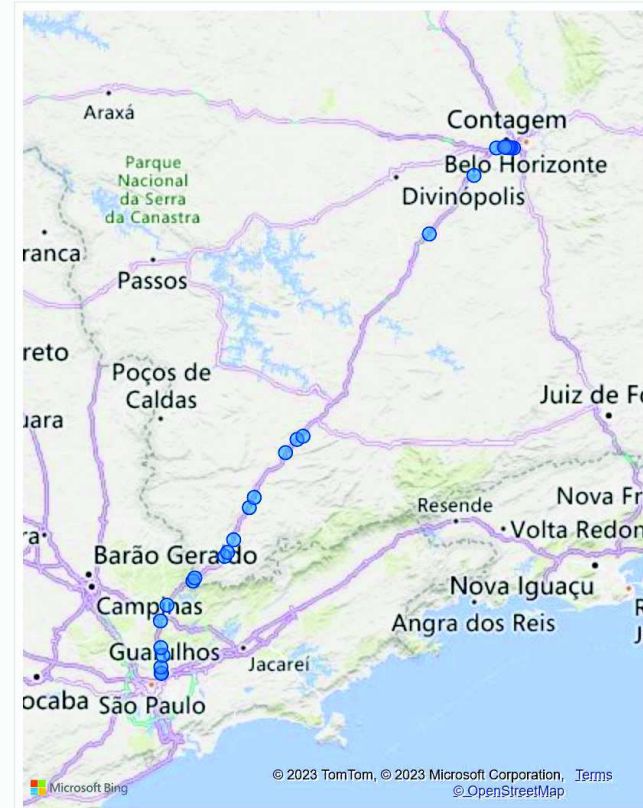 Araxá
Contagem
Parque
Nacional
da Serra
da Canastra
Belo Horizonte
Divinópolis
ranca
Passos
reto
Poços de
Caldas
uara
Juiz de Fo
Resende
Nova Fr
ra
Volta Redon
Barão Geraldo
Nova Iguaçu
Campinas
R
J
Angra dos Reis
Guarulhos
Jacareí
ocaba
São Paulo
Microsoft Bing
© 2023 TomTom, © 2023 Microsoft Corporation, Terms
© OpenStreetMap